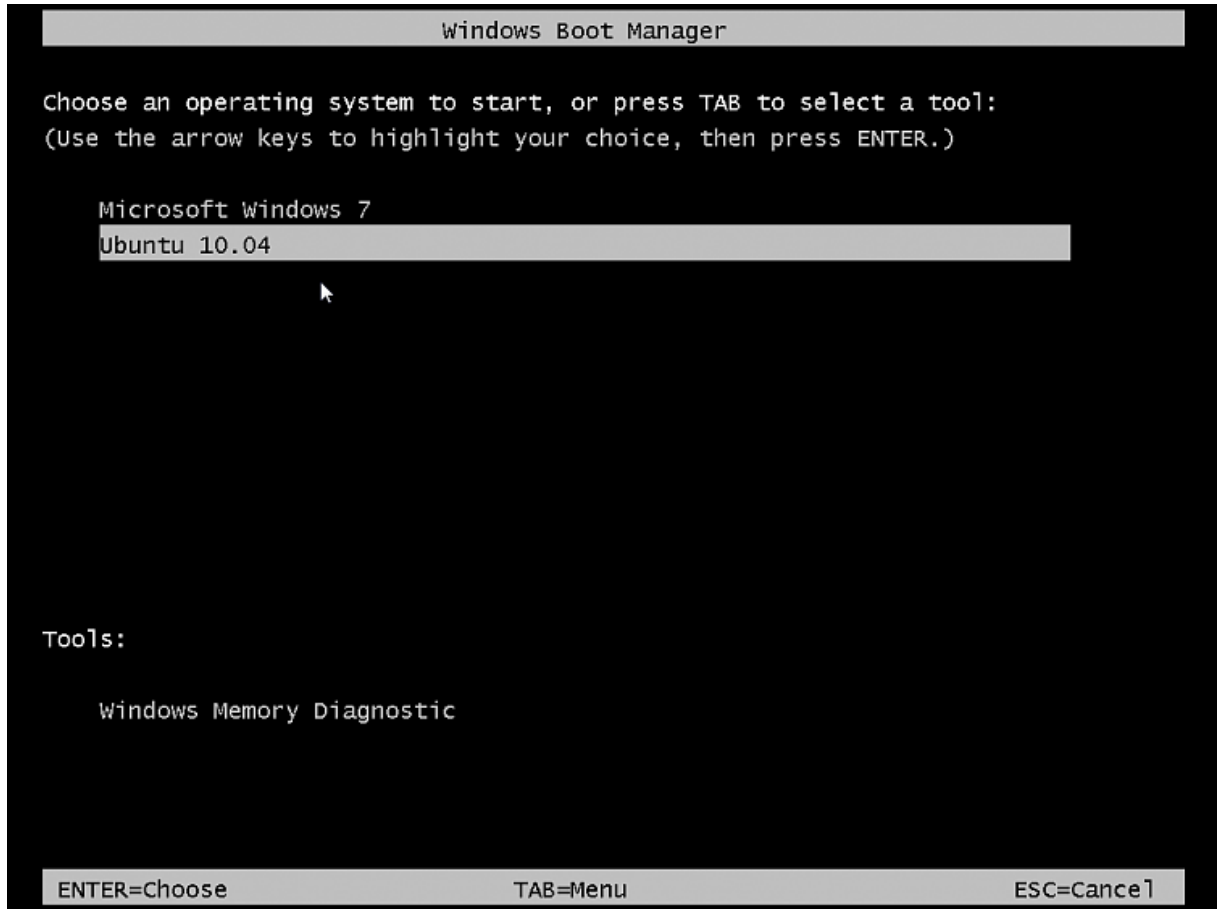 Windows Boot Manager
Choose an operating system to start, or press TAB to select a tool:
(Use the arrow keys to highlight your choice, then press ENTER.)
Microsoft Windows 7
Ubuntu 10.04
Tools:
Windows Memory Diagnostic
ENTER=Choose TAB=Menu ESC=Cancel